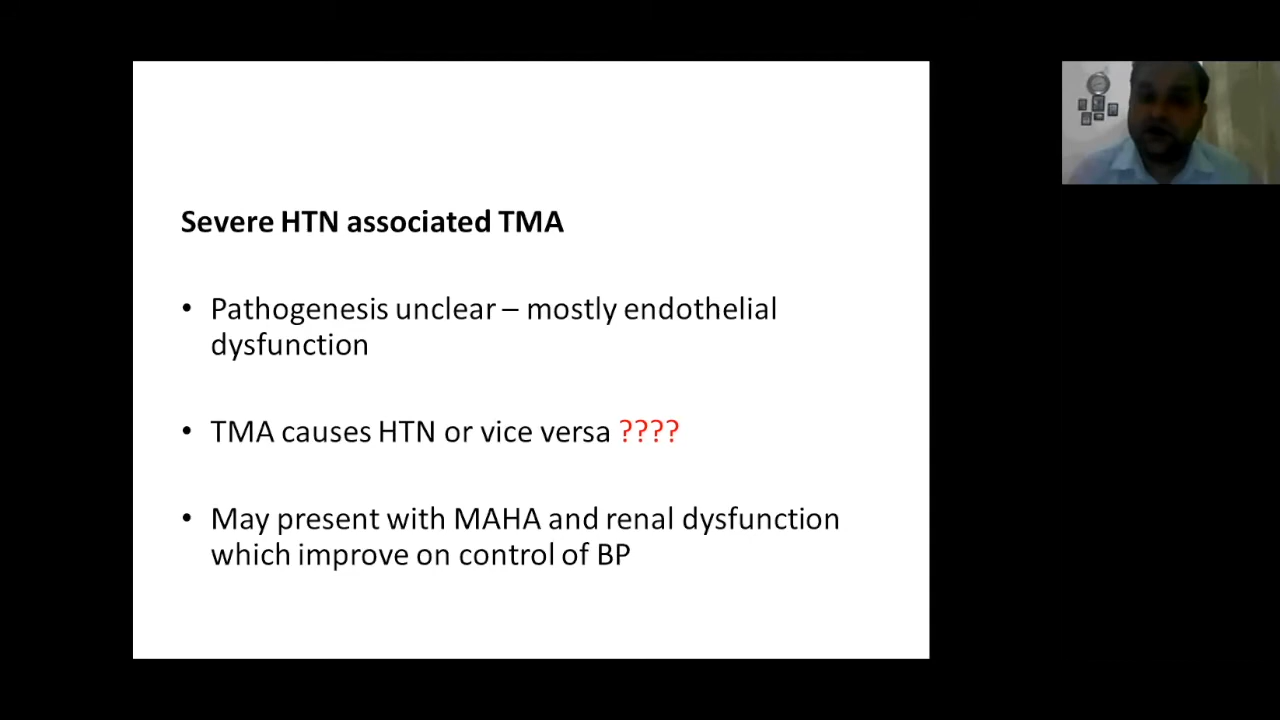 Severe HTN associated TMA
• Pathogenesis unclear – mostly endothelial
dysfunction
• TMA causes HTN or vice versa ????
• May present with MAHA and renal dysfunction
which improve on control of BP